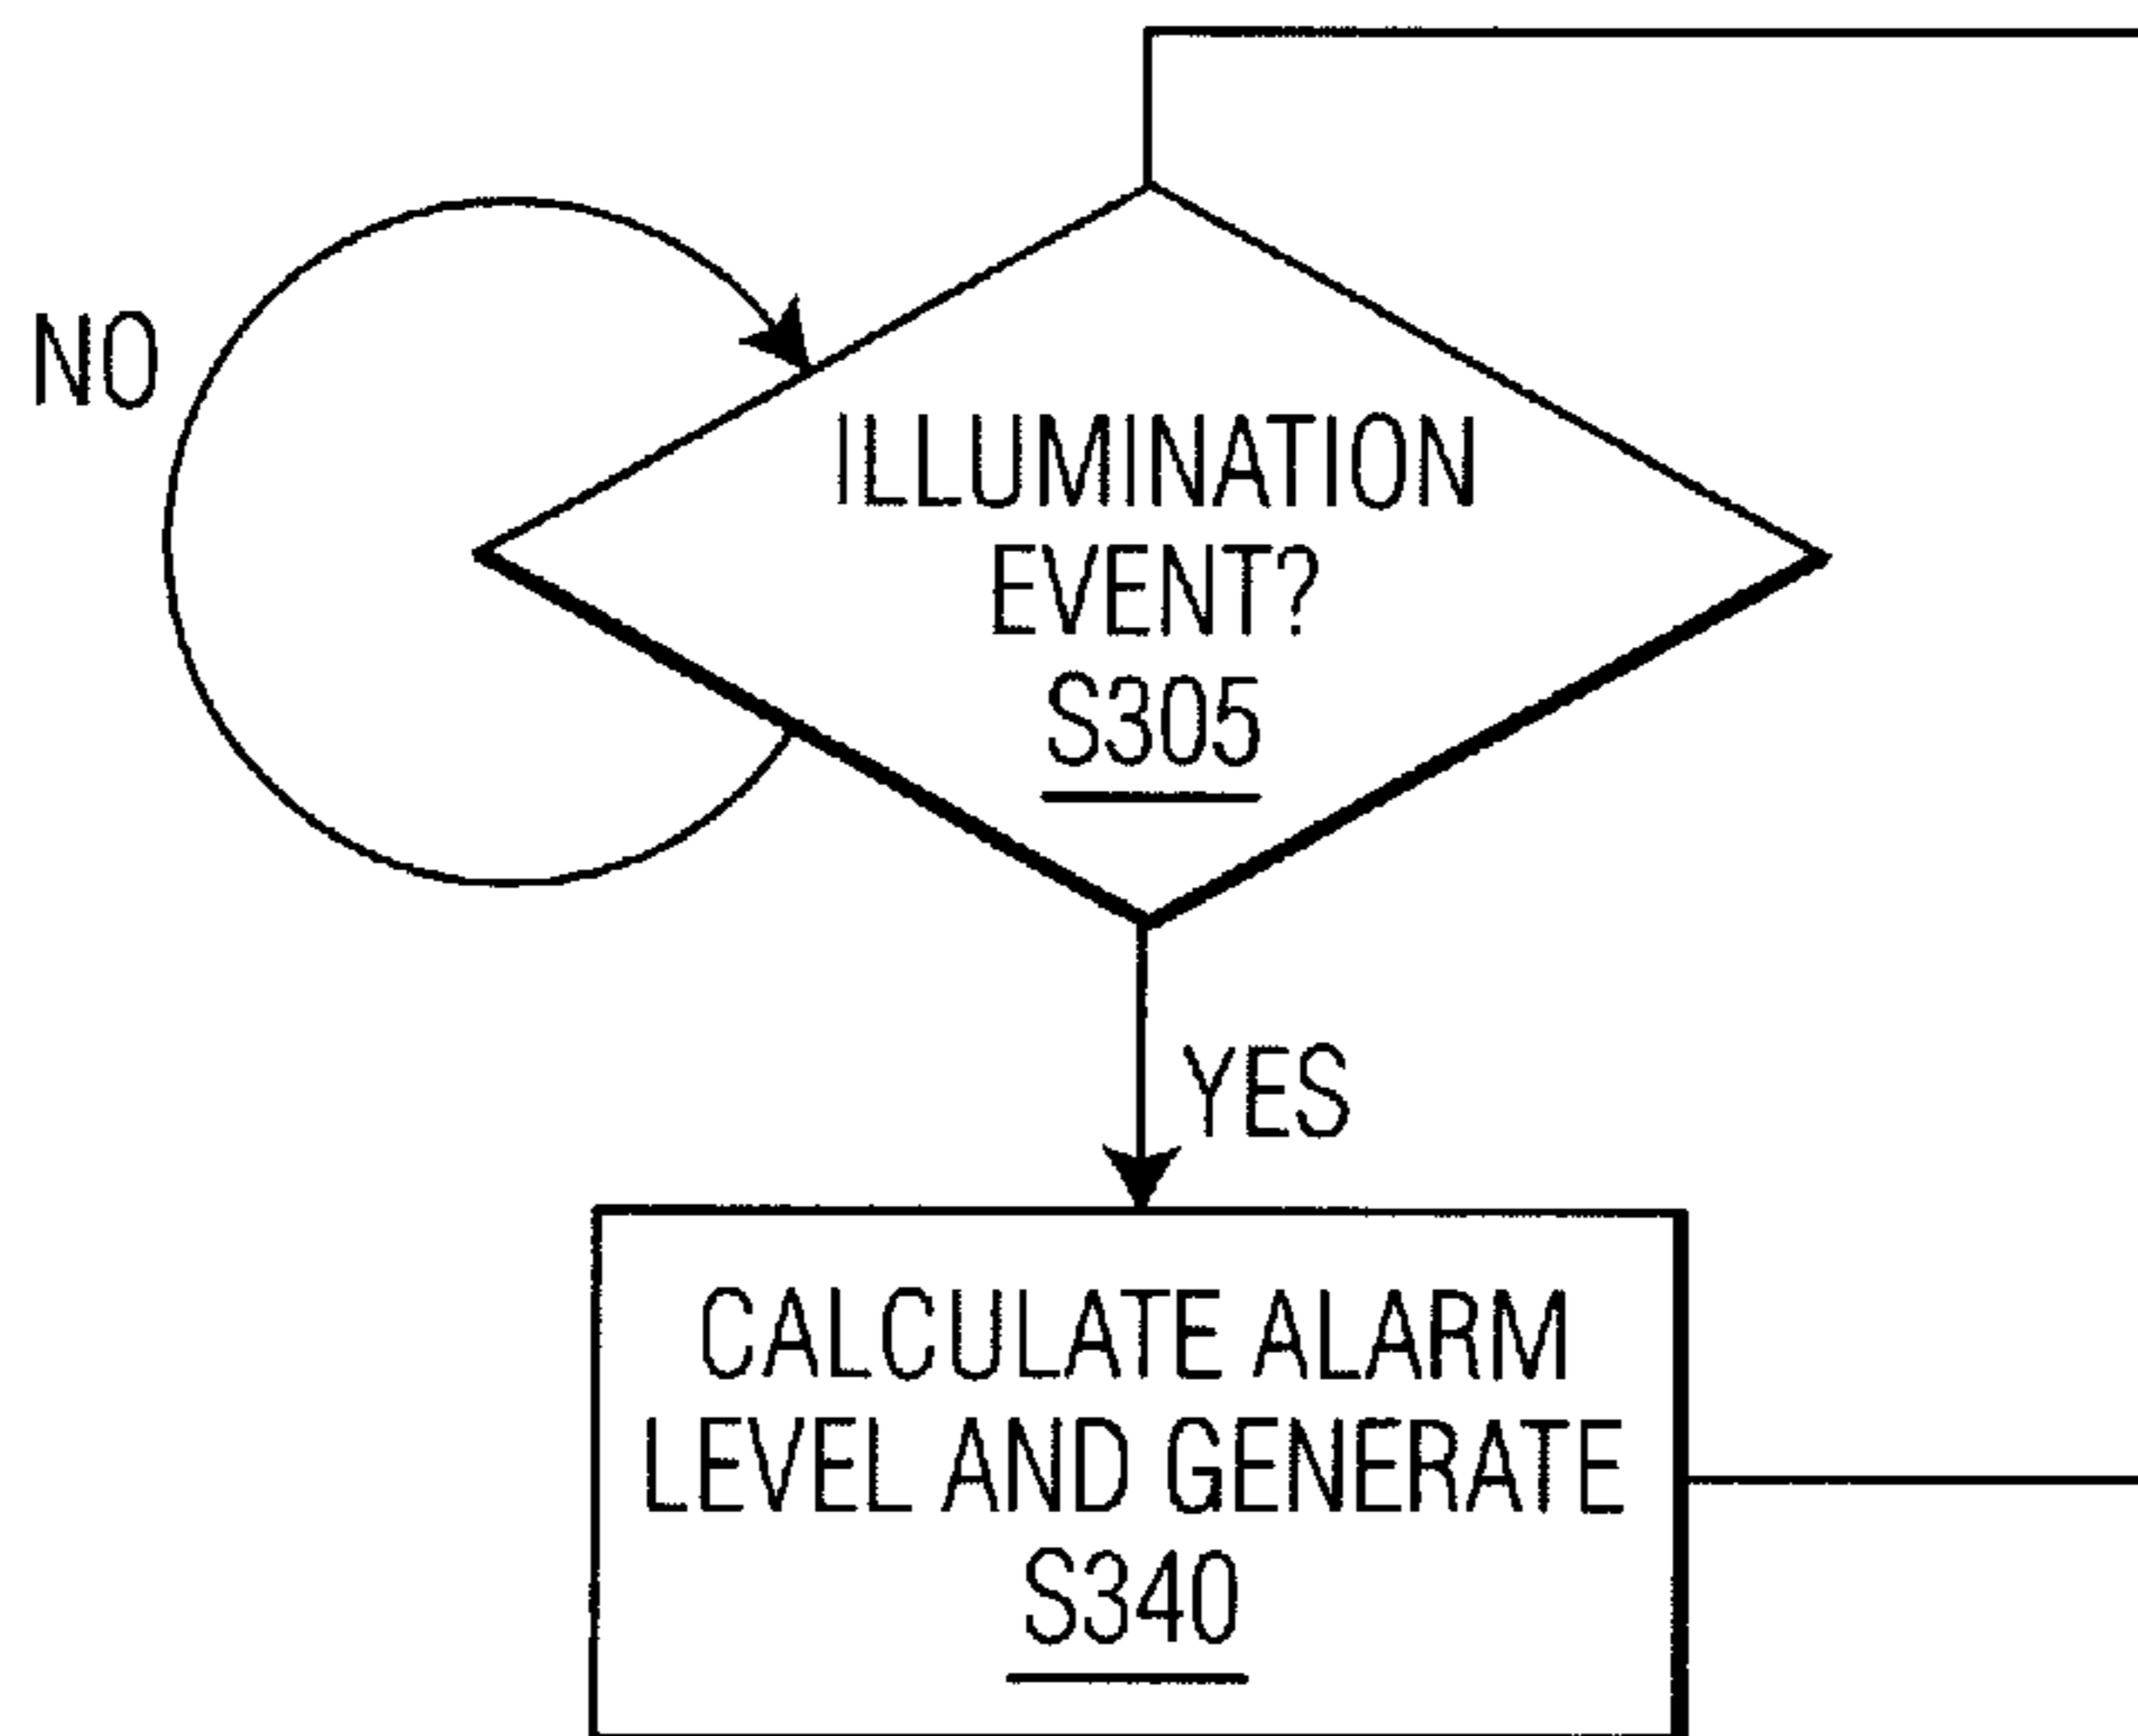 NO
ILLUMINATION
EVENT?
S305
YES
CALCULATE ALARM
LEVEL AND GENERATE
S340